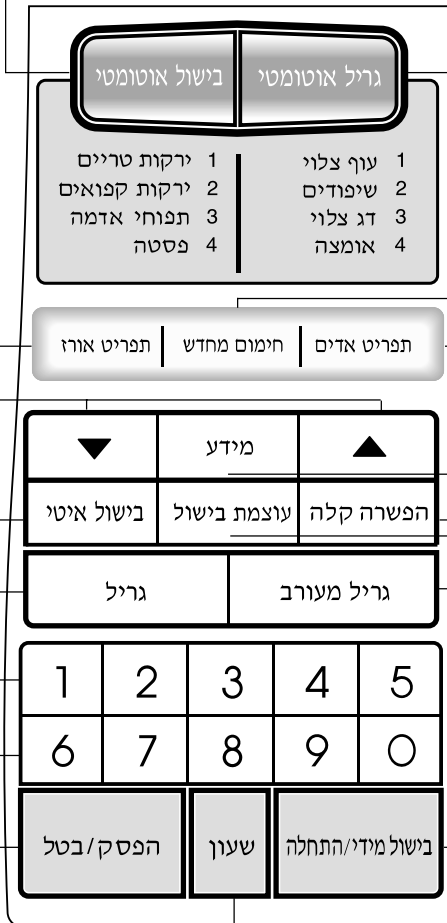 גריל אוטומטי
בישול אוטומטי
1 עוף צלוי
2 שיפודים
3 דג צלוי
4 אומצה
1 ירקות טריים
2 ירקות קפואים
3 תפוחי אדמה
4 פסטה
תפריט אדים
חימום מחדש
תפריט אורז
מידע
הפשרה קלה
עוצמת בישול
בישול איטי
גריל מעורב
גריל
1 2 3 4 5
6 7 8 9 0
בישול מידי/התחלה
שעון
הפסק/בטל